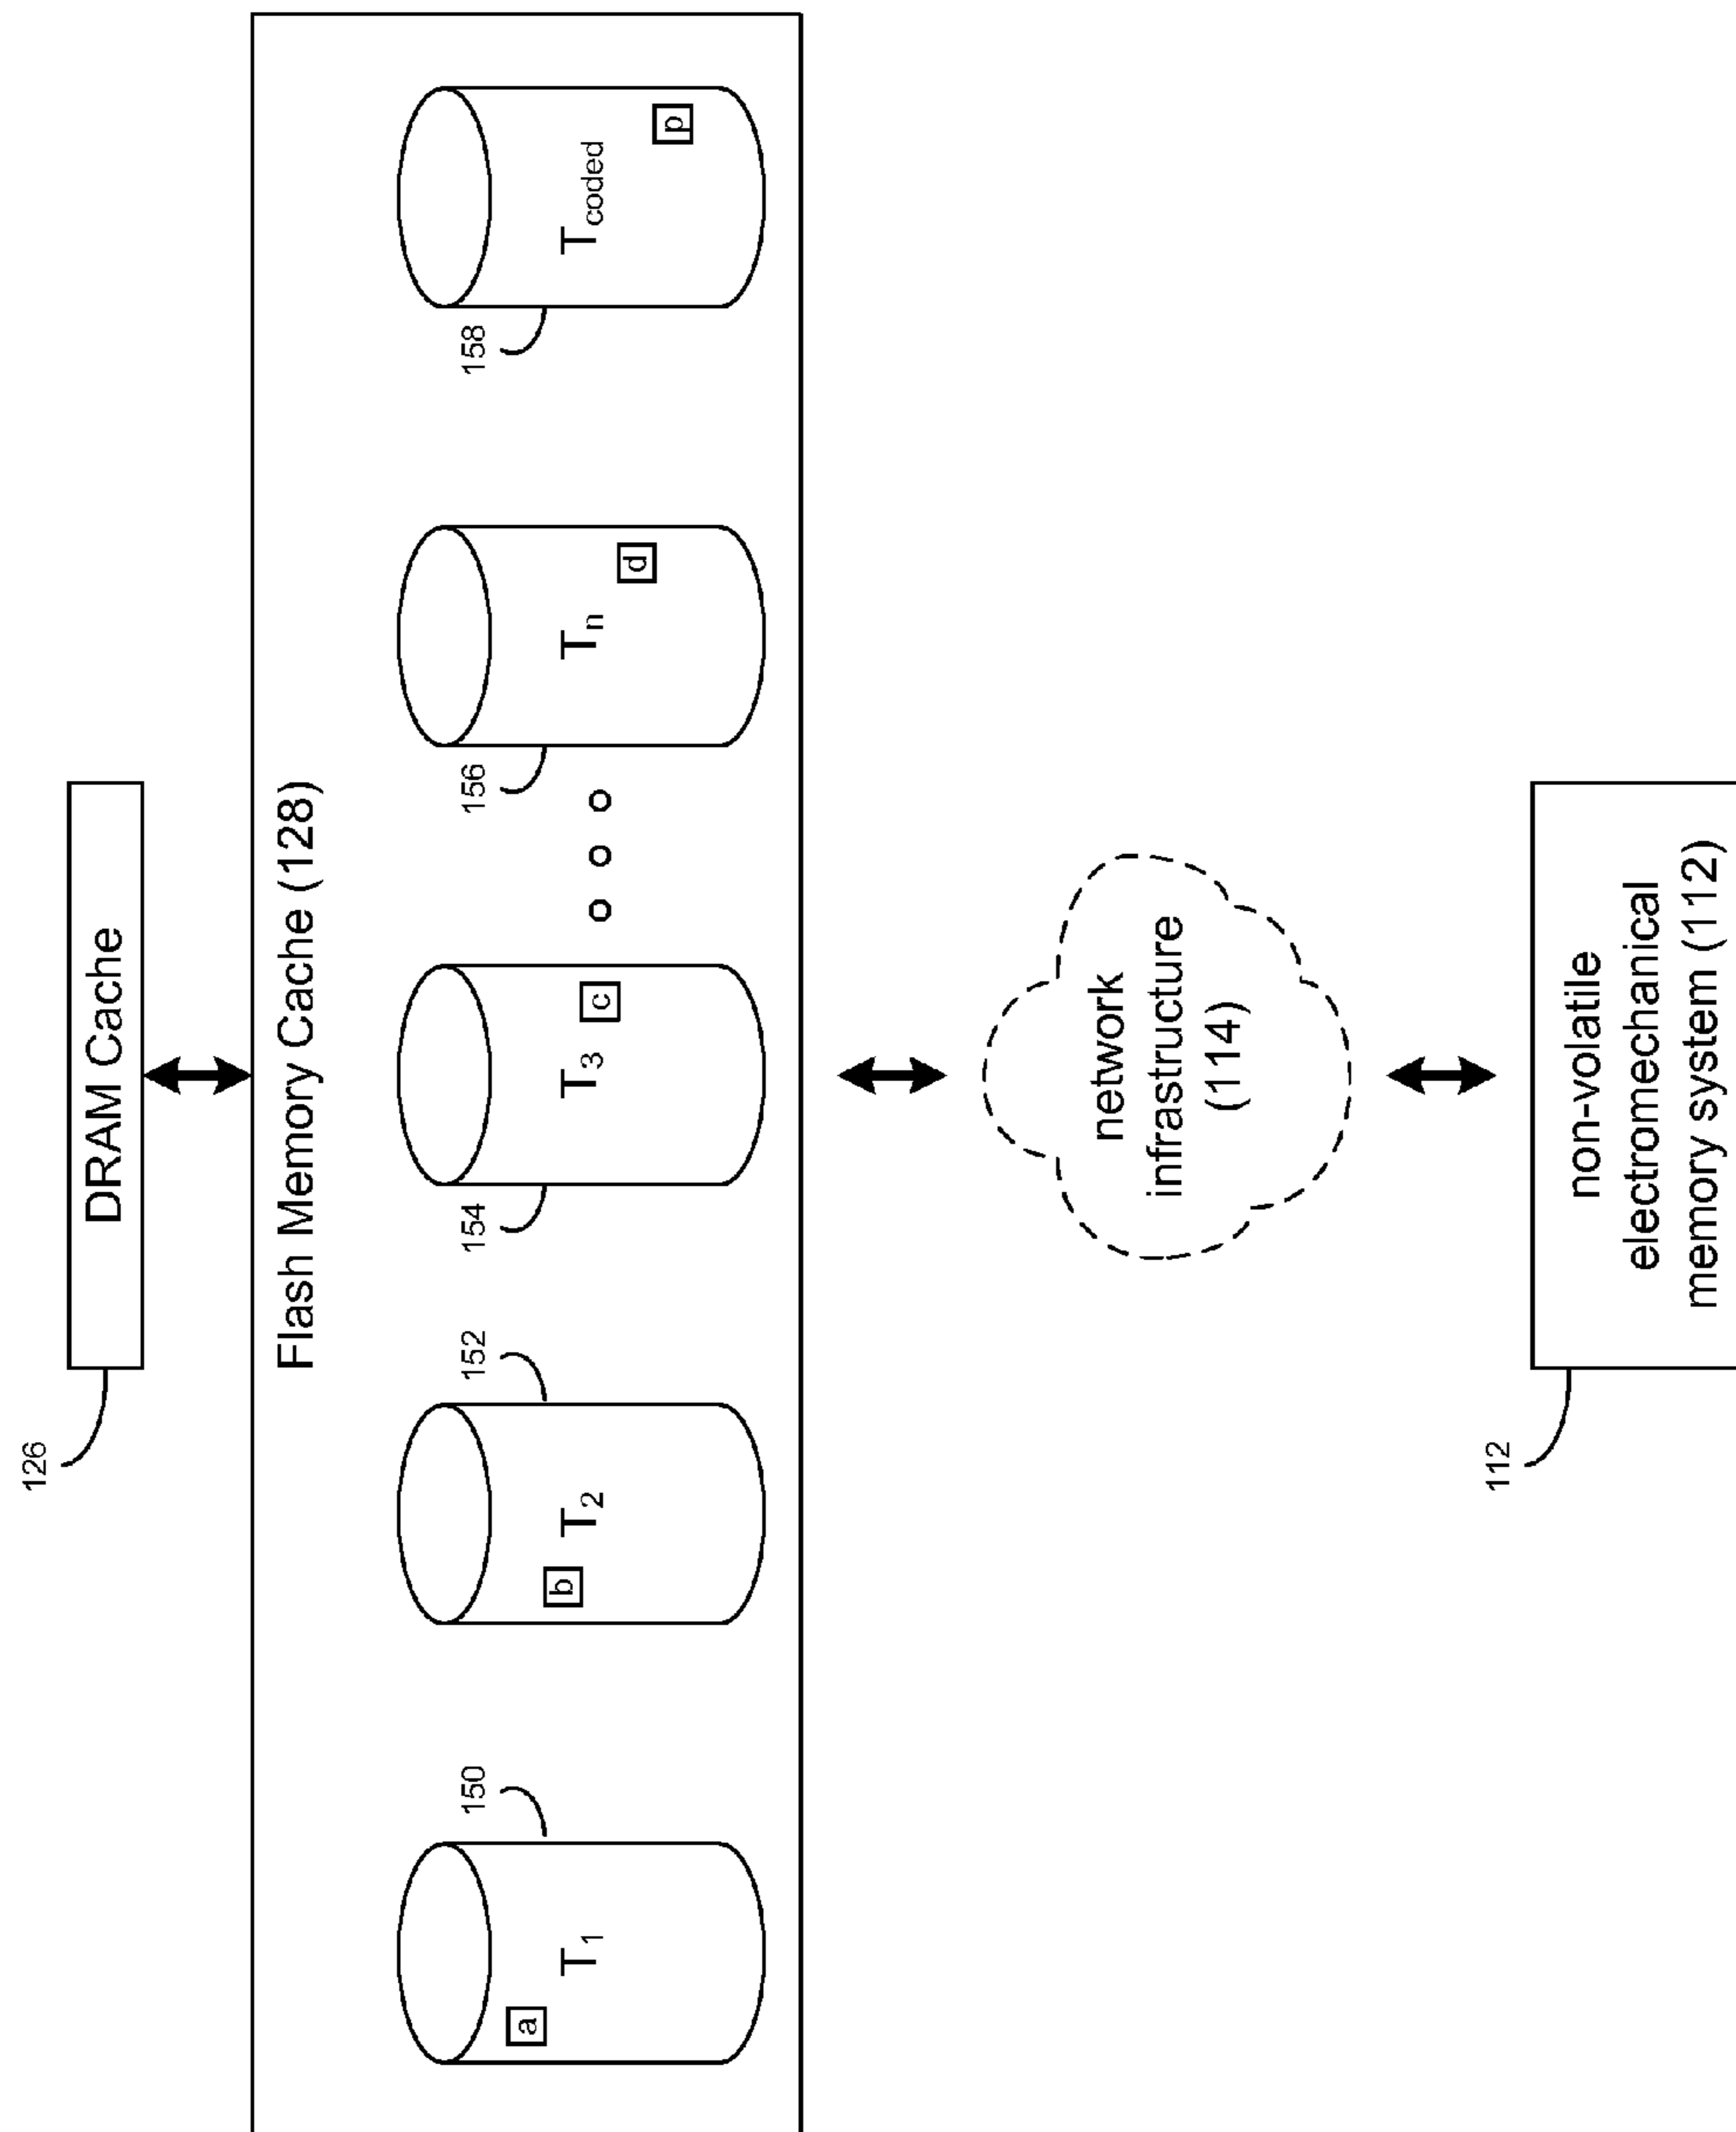 126
DRAM Cache
Flash Memory Cache (128)
150
152
154
156
158
a
T1
b
T2
T3
c
Tn
d
Tcoded
p
network
infrastructure
(114)
112
non-volatile
electromechanical
memory system (112)